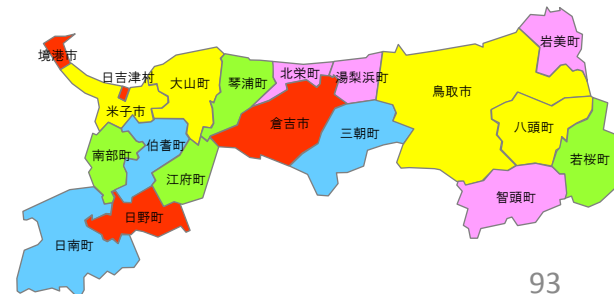 境港市
日吉津村
米子市
大山町
琴浦町
北栄町
湯梨浜町
鳥取市
岩美町
倉吉市
三朝町
八頭町
若桜町
智頭町
南部町
伯耆町
江府町
日野町
日南町
93